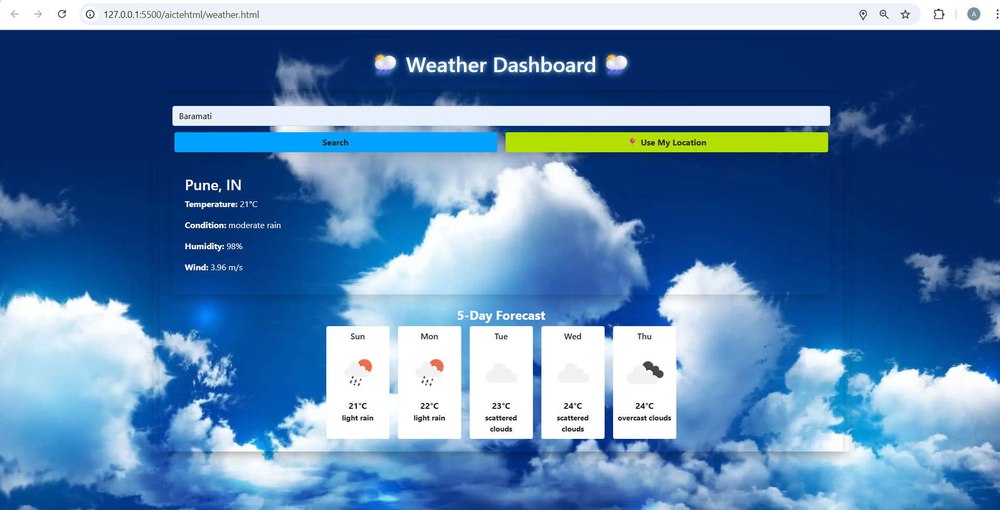 127.0.0.1:5500/aictehtml/weather.html
A
Weather Dashboard
Baramati
Search
Use My Location
Pune, IN
Temperature: 21°C
Condition: moderate rain
Humidity: 98%
Wind: 3.96 m/s
5-Day Forecast
Sun
21°C
light rain
Mon
22°C
light rain
Tue
23°C
scattered
clouds
Wed
24°C
scattered
clouds
Thu
24°C
overcast clouds